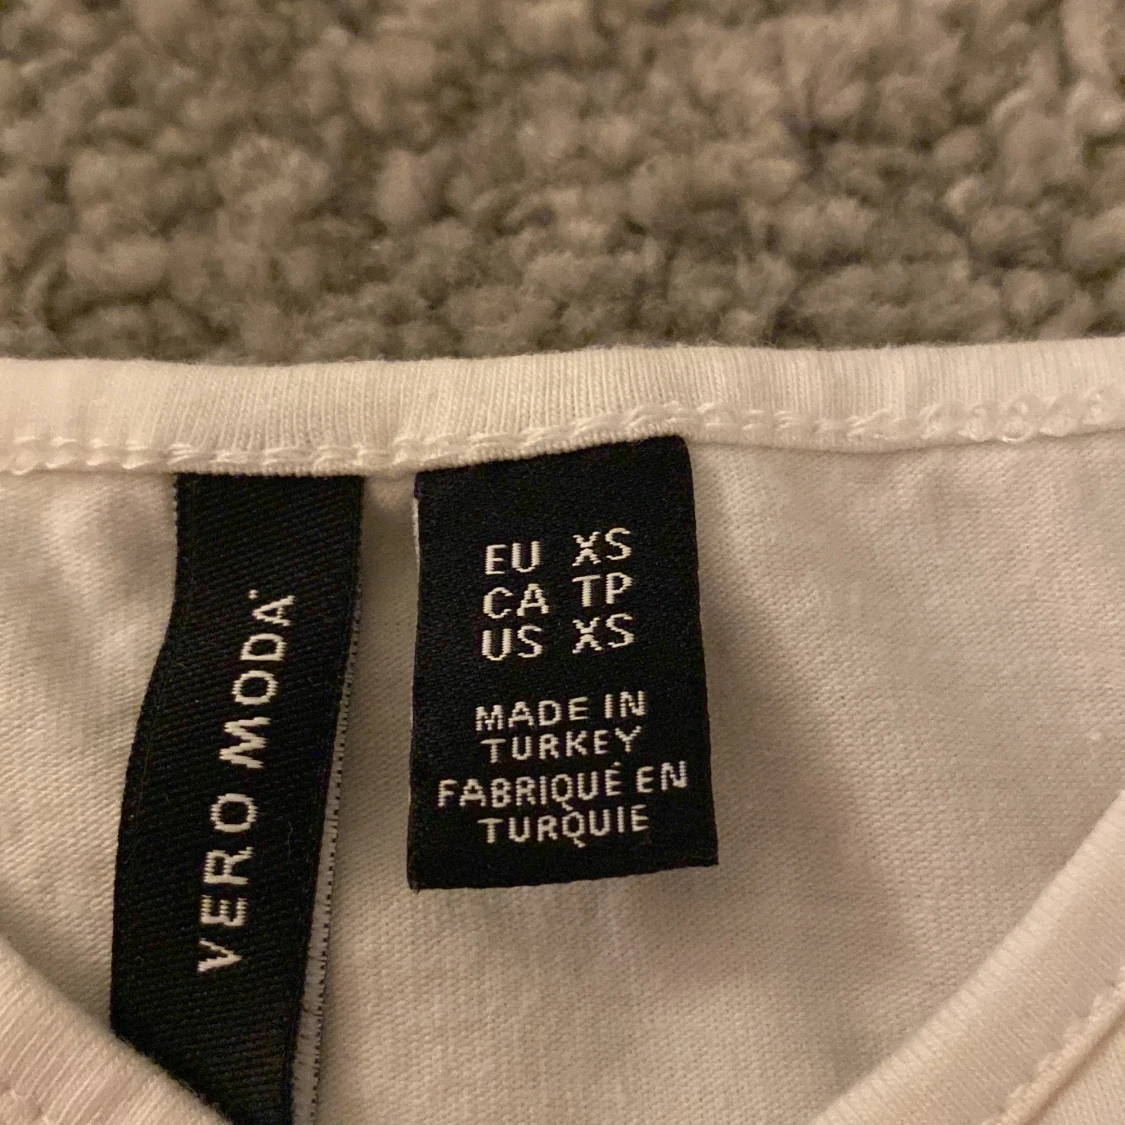 VERO MODA
EU XS
CA TP
US XS
MADE IN
TURKEY
FABRIQUÉ EN
TURQUIE